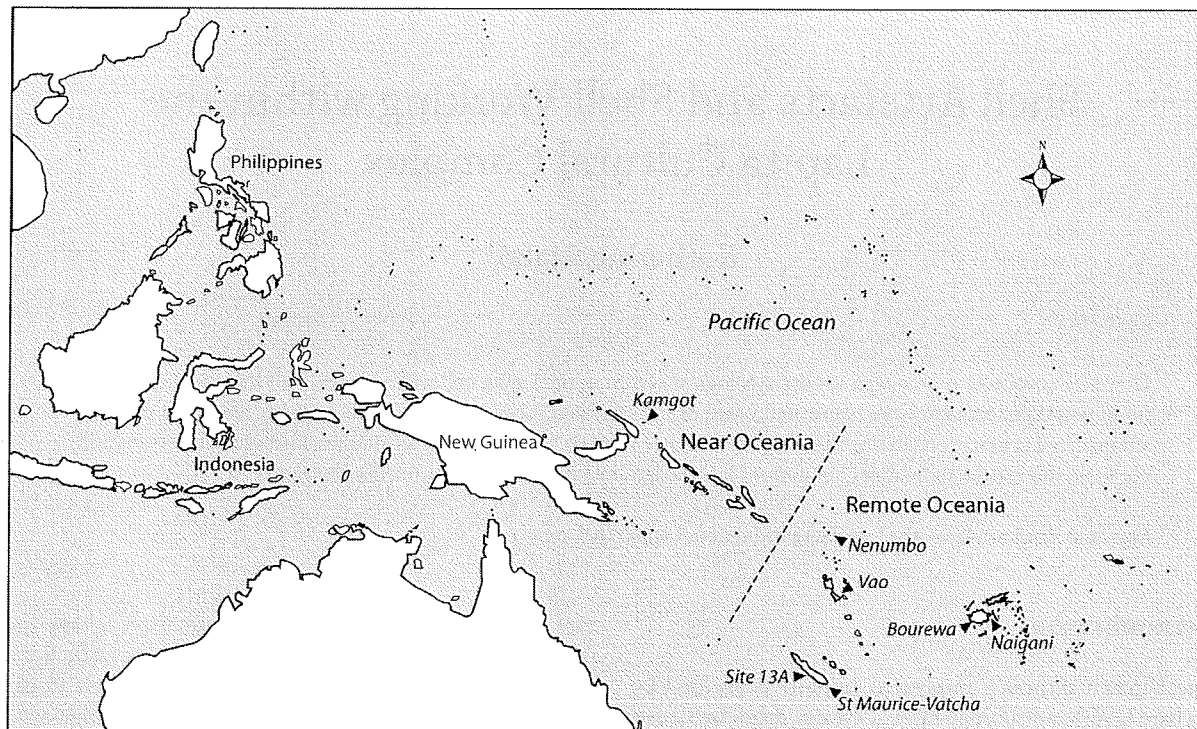 N
Philippines
Pacific Ocean
Kamgot
New Guinea
Near Oceania
Indonesia
Remote Oceania
Nenumbo
Vao
Bourewa
Naigani
Site 13A
St Maurice-Vatcha